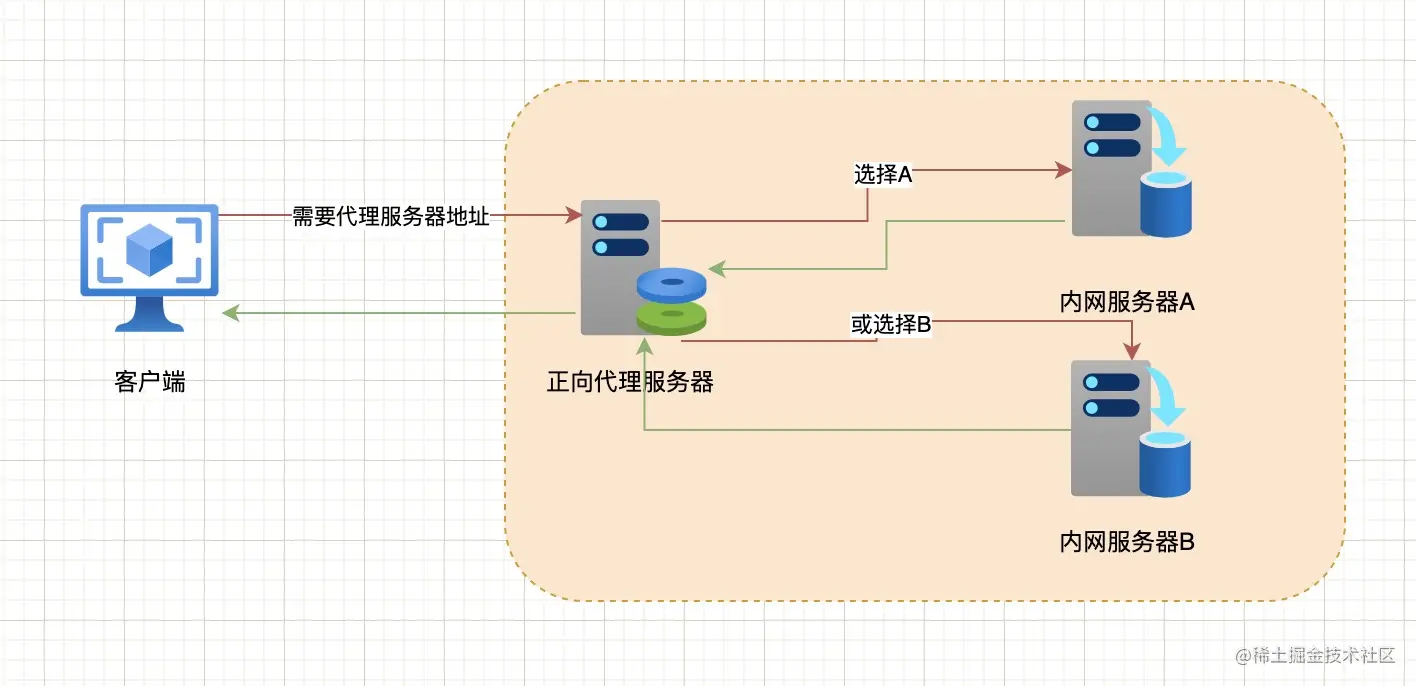 选择A
需要代理服务器地址
内网服务器A
或选择B
客户端
正向代理服务器
内网服务器B
@稀土掘金技术社区